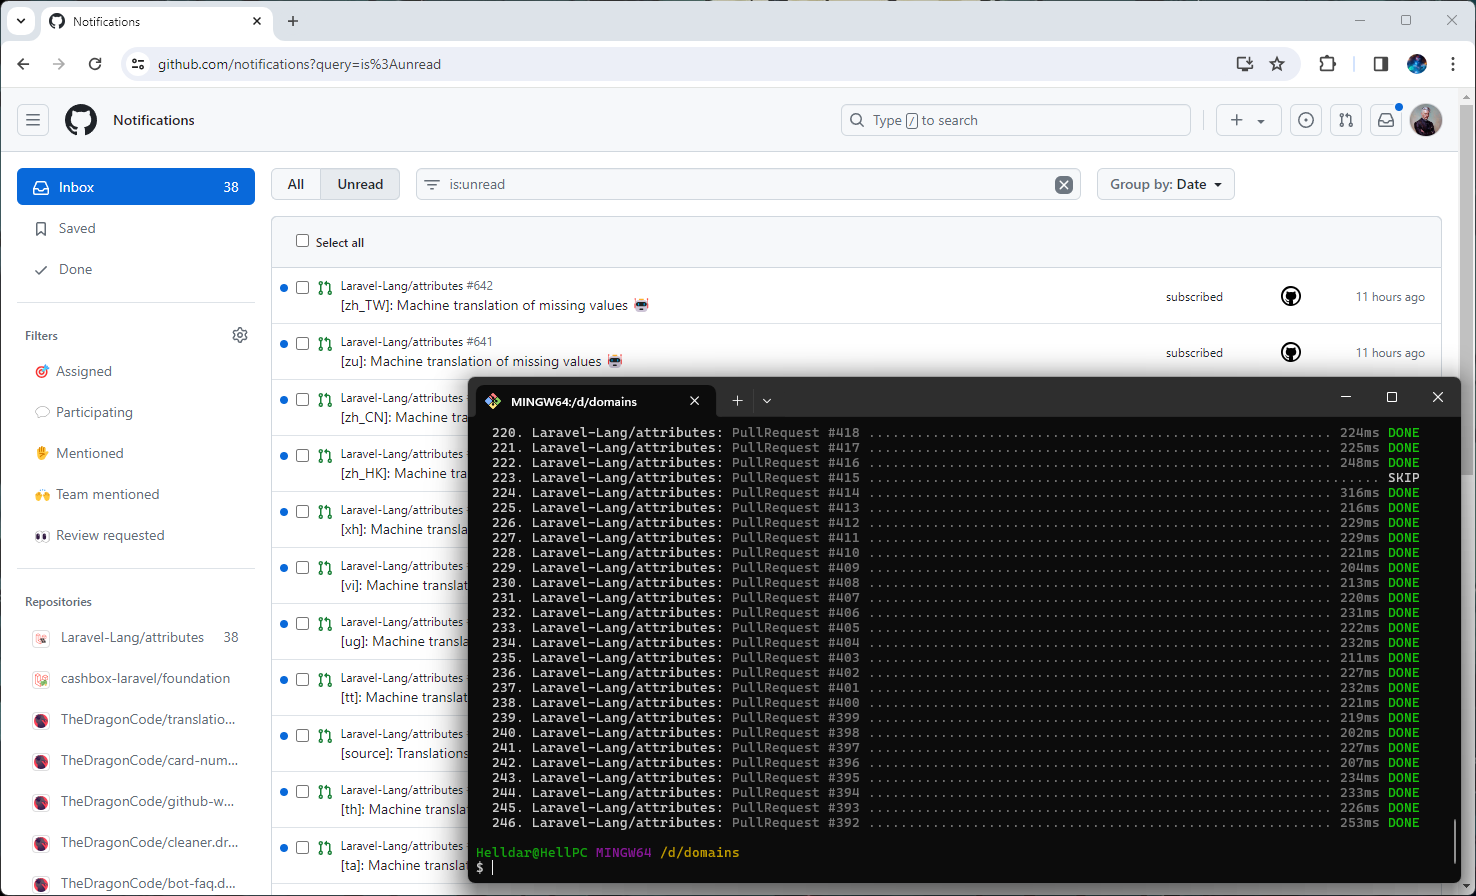 Notifications
github.com/notifications?query=is%3Aunread
Notifications
Type / to search
Inbox 38
Saved
Done
Filters
Assigned
Participating
Mentioned
Team mentioned
Review requested
Repositories
Laravel-Lang/attributes 38
cashbox-laravel/foundation
TheDragonCode/translatio...
TheDragonCode/card-num...
TheDragonCode/github-w...
TheDragonCode/cleaner.dr...
TheDragonCode/bot-faq.d...
All Unread is:unread Group by: Date
Select all
Laravel-Lang/attributes #642
[zh_TW]: Machine translation of missing values 🤖 subscribed 11 hours ago
Laravel-Lang/attributes #641
[zu]: Machine translation of missing values 🤖 subscribed 11 hours ago
Laravel-Lang/attributes
[zh_CN]: Machine tra
Laravel-Lang/attributes
[zh_HK]: Machine tra
Laravel-Lang/attributes
[xh]: Machine transla
Laravel-Lang/attributes
[vi]: Machine translat
Laravel-Lang/attributes
[ug]: Machine transla
Laravel-Lang/attributes
[tt]: Machine translat
Laravel-Lang/attributes
[source]: Translations
Laravel-Lang/attributes
[th]: Machine translat
Laravel-Lang/attributes
[ta]: Machine translat
MINGW64:/d/domains
220. Laravel-Lang/attributes: PullRequest #418 ........ 224ms DONE
221. Laravel-Lang/attributes: PullRequest #417 ........ 225ms DONE
222. Laravel-Lang/attributes: PullRequest #416 ........ 248ms DONE
223. Laravel-Lang/attributes: PullRequest #415 ........ SKIP
224. Laravel-Lang/attributes: PullRequest #414 ........ 316ms DONE
225. Laravel-Lang/attributes: PullRequest #413 ........ 216ms DONE
226. Laravel-Lang/attributes: PullRequest #412 ........ 229ms DONE
227. Laravel-Lang/attributes: PullRequest #411 ........ 229ms DONE
228. Laravel-Lang/attributes: PullRequest #410 ........ 221ms DONE
229. Laravel-Lang/attributes: PullRequest #409 ........ 204ms DONE
230. Laravel-Lang/attributes: PullRequest #408 ........ 213ms DONE
231. Laravel-Lang/attributes: PullRequest #407 ........ 220ms DONE
232. Laravel-Lang/attributes: PullRequest #406 ........ 231ms DONE
233. Laravel-Lang/attributes: PullRequest #405 ........ 222ms DONE
234. Laravel-Lang/attributes: PullRequest #404 ........ 232ms DONE
235. Laravel-Lang/attributes: PullRequest #403 ........ 211ms DONE
236. Laravel-Lang/attributes: PullRequest #402 ........ 227ms DONE
237. Laravel-Lang/attributes: PullRequest #401 ........ 232ms DONE
238. Laravel-Lang/attributes: PullRequest #400 ........ 221ms DONE
239. Laravel-Lang/attributes: PullRequest #399 ........ 219ms DONE
240. Laravel-Lang/attributes: PullRequest #398 ........ 202ms DONE
241. Laravel-Lang/attributes: PullRequest #397 ........ 227ms DONE
242. Laravel-Lang/attributes: PullRequest #396 ........ 207ms DONE
243. Laravel-Lang/attributes: PullRequest #395 ........ 234ms DONE
244. Laravel-Lang/attributes: PullRequest #394 ........ 233ms DONE
245. Laravel-Lang/attributes: PullRequest #393 ........ 226ms DONE
246. Laravel-Lang/attributes: PullRequest #392 ........ 253ms DONE
Helldar@HellPC MINGW64 /d/domains
$